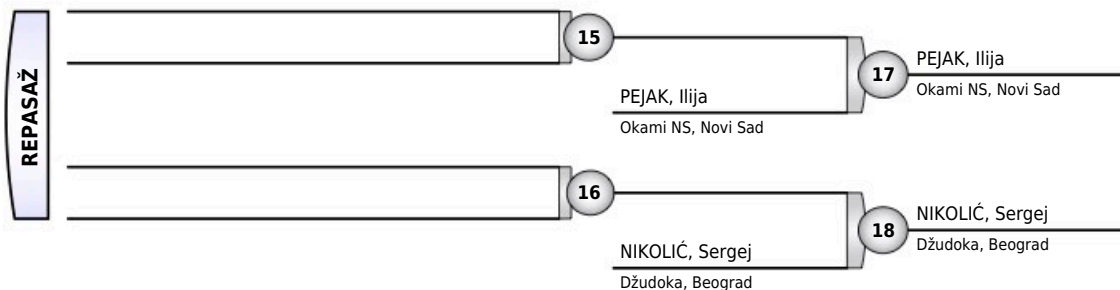 REPASAŽ
15
PEJAK, Ilija
Okami NS, Novi Sad
17
PEJAK, Ilija
Okami NS, Novi Sad
16
NIKOLIĆ, Sergej
Džudoka, Beograd
18
NIKOLIĆ, Sergej
Džudoka, Beograd